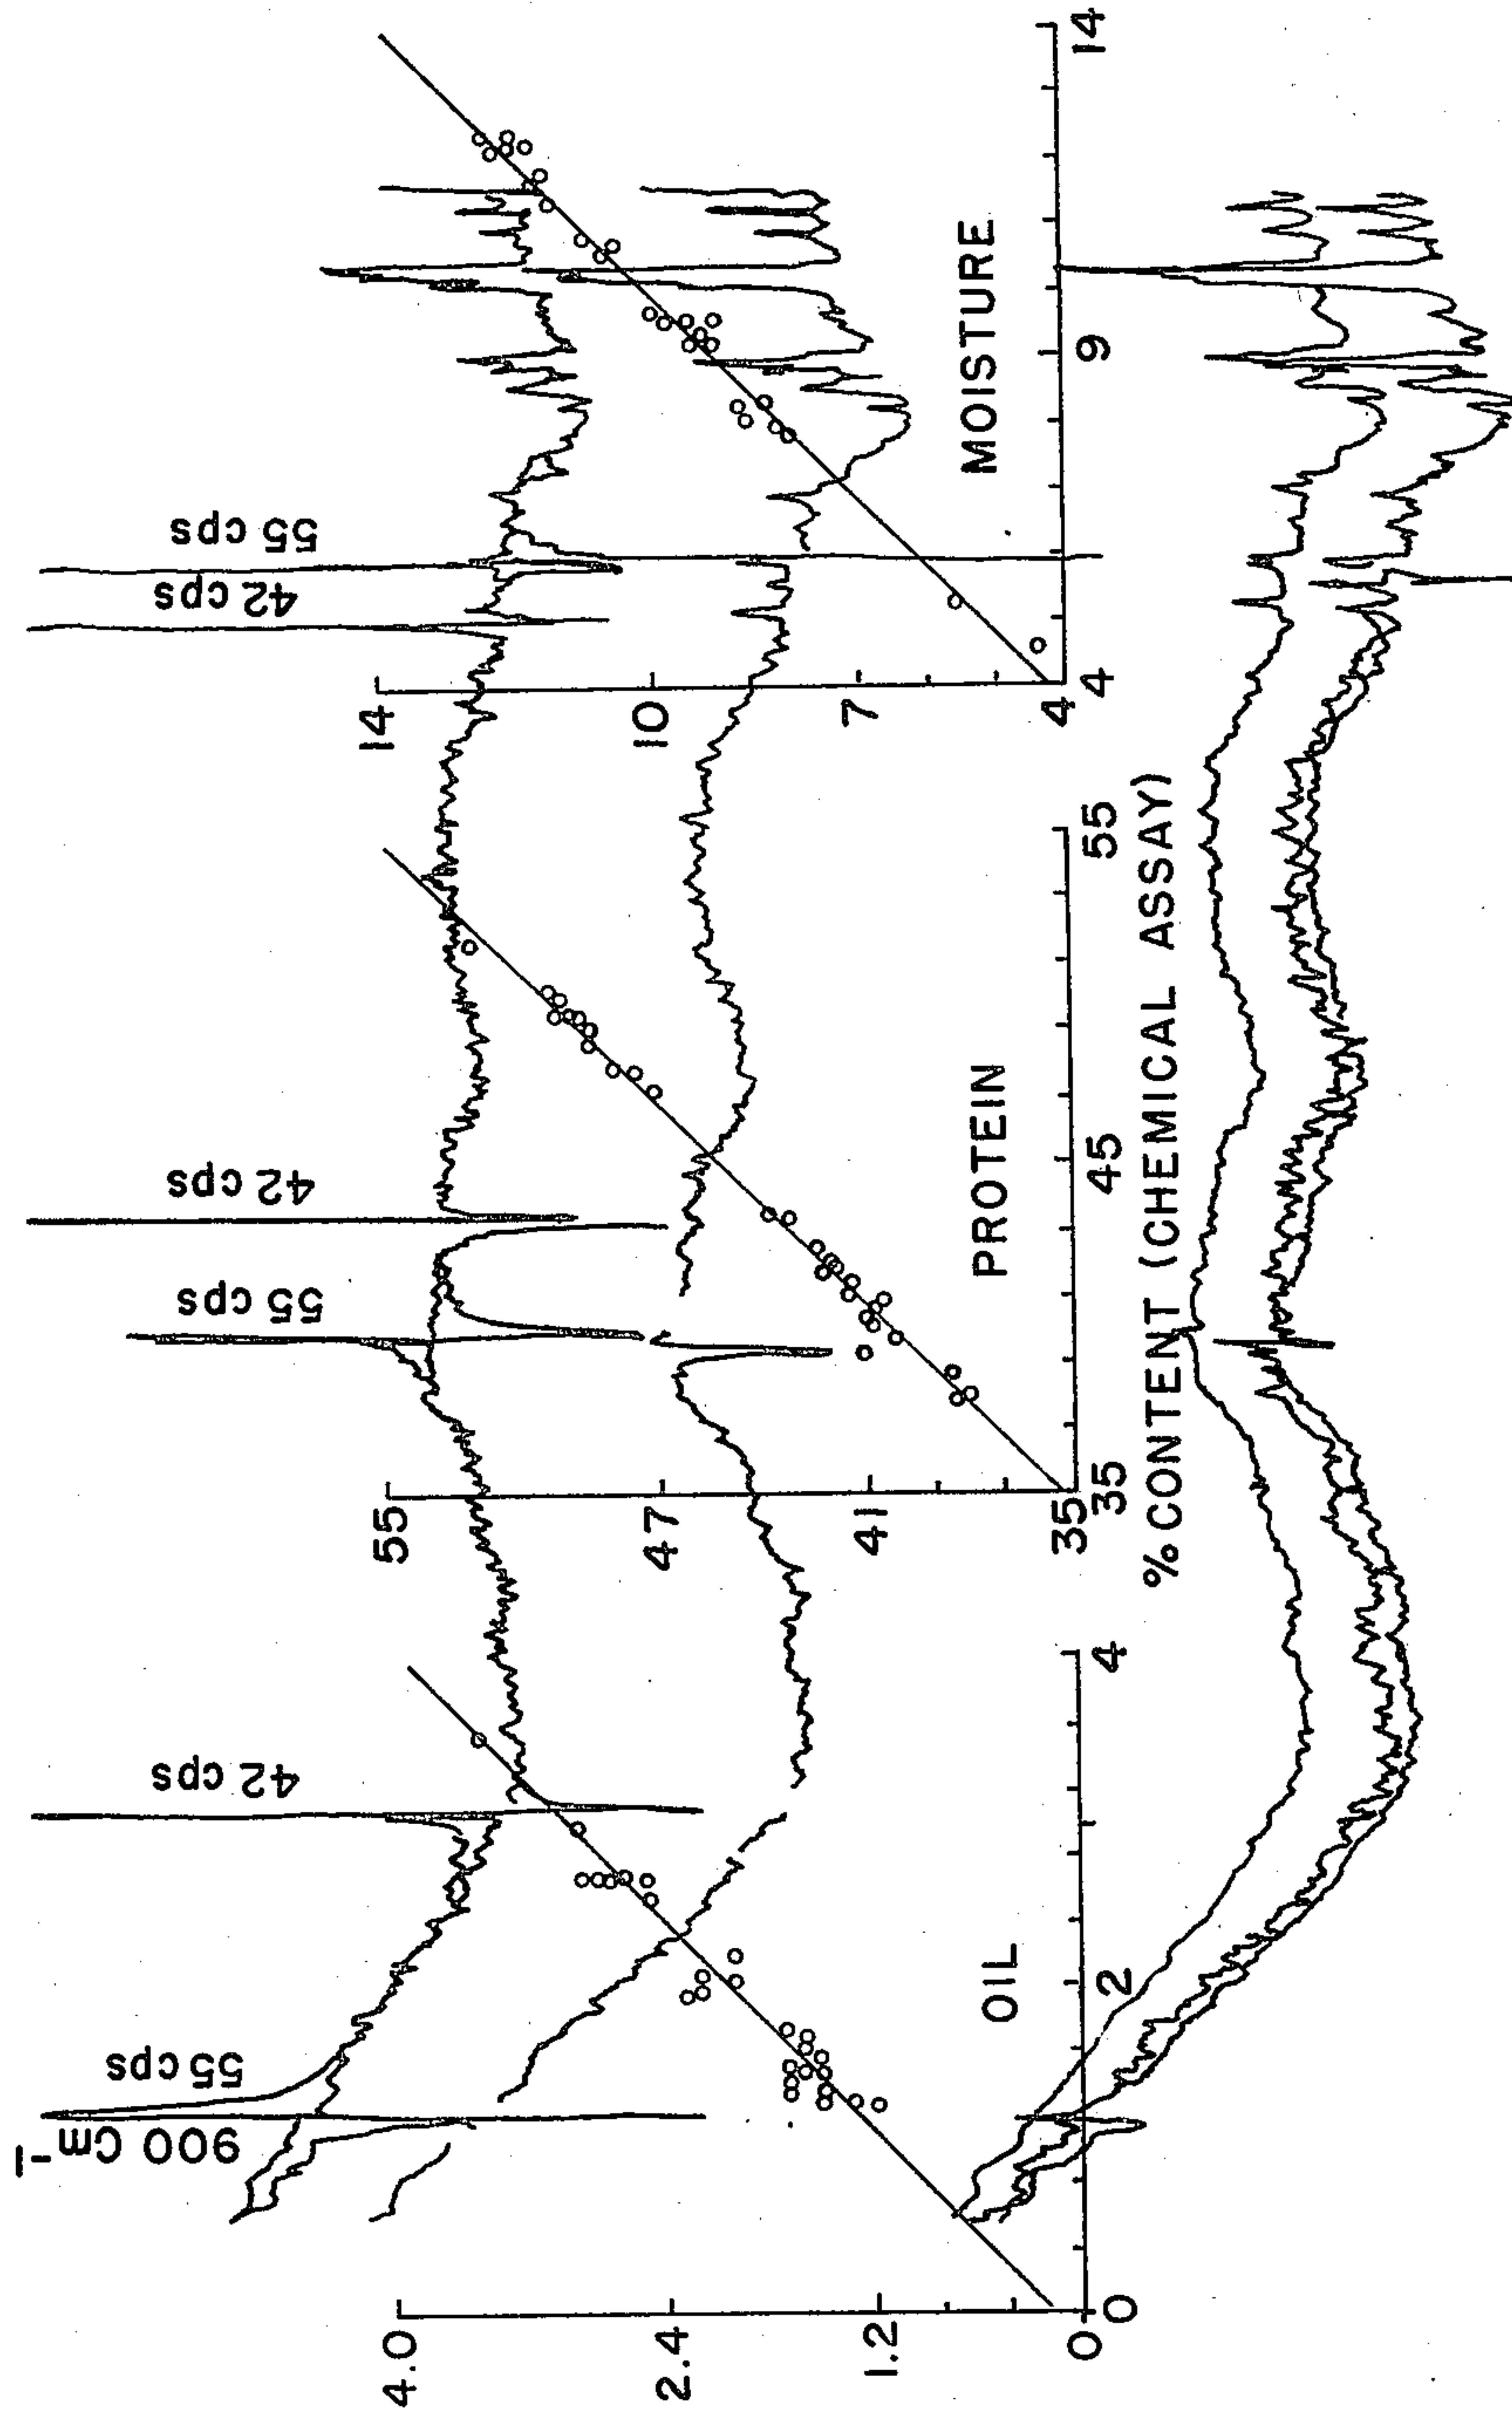 900 Cm⁻¹
55 cps
42 cps
55 cps
42 cps
42 cps
55 cps
4.0
2.4
1.2
0
0
2
4
OIL
55
47
41
35
35
45
55
PROTEIN
14
10
7
4
4
9
14
MOISTURE
% CONTENT (CHEMICAL ASSAY)